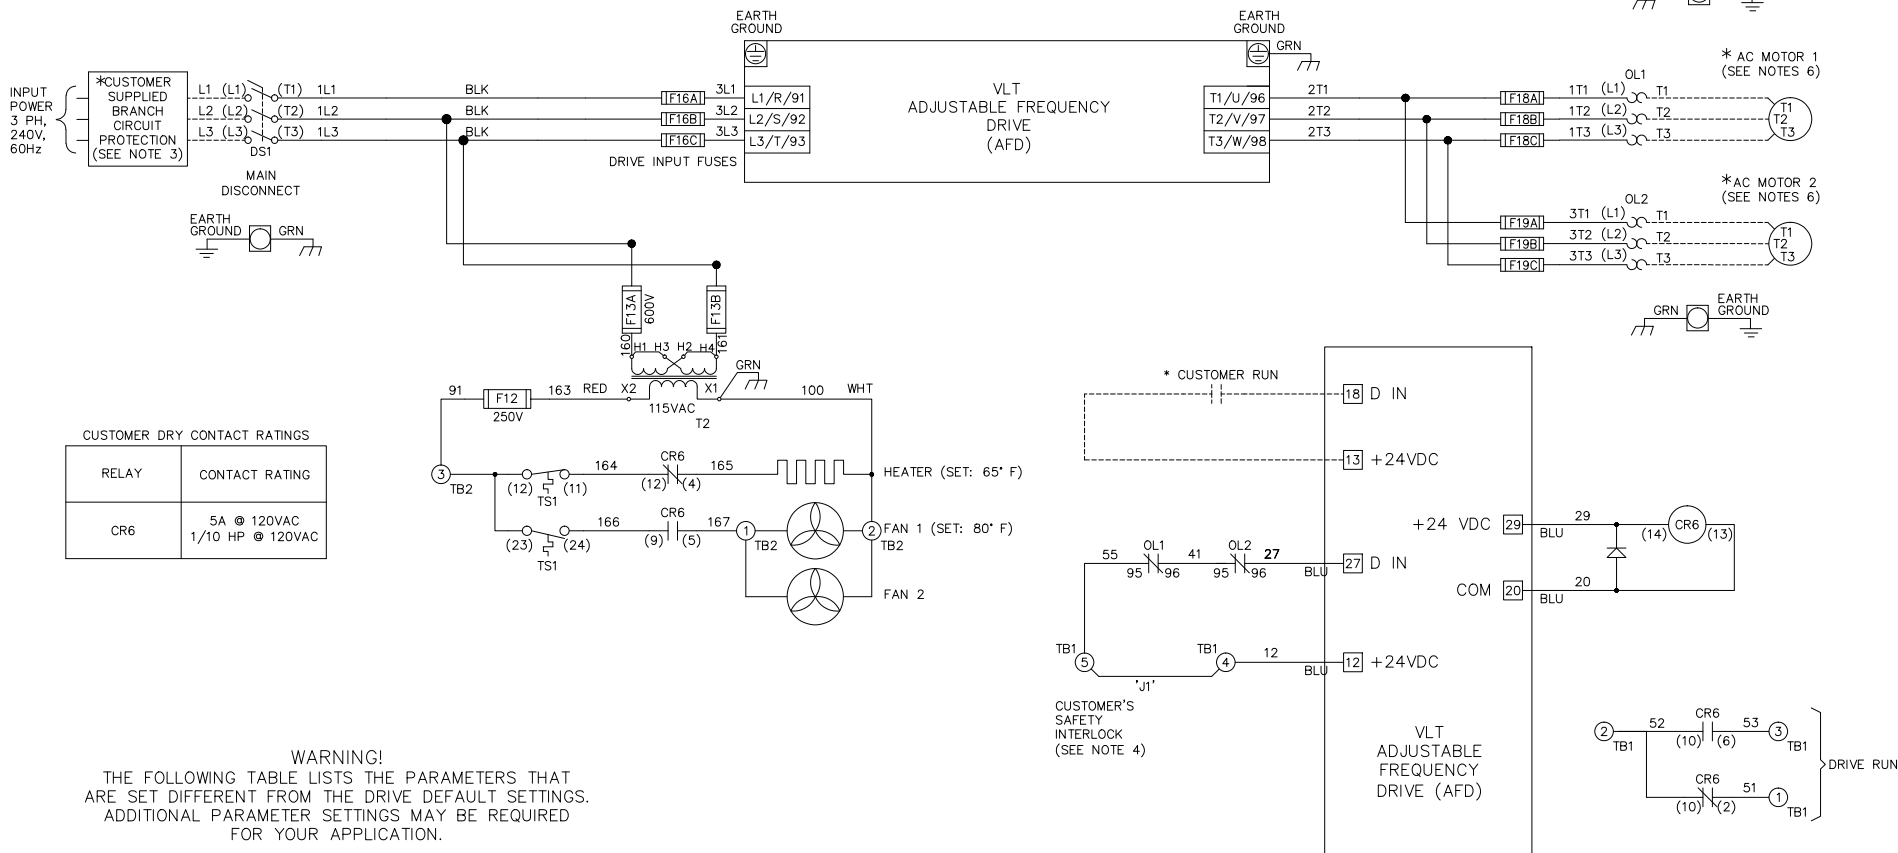 EARTH
GROUND
EARTH
GROUND
GRN
INPUT
POWER
3 PH,
240V,
60Hz
*CUSTOMER
SUPPLIED
BRANCH
CIRCUIT
PROTECTION
(SEE NOTE 3)
L1 (L1) (T1) 1L1 BLK F16A 3L1 L1/R/91
L2 (L2) (T2) 1L2 F16B 3L2 L2/S/92
L3 (L3) (T3) 1L3 BLK F16C 3L3 L3/T/93
DS1
MAIN
DISCONNECT
DRIVE INPUT FUSES
VLT
ADJUSTABLE FREQUENCY
DRIVE
(AFD)
T1/U/96 2T1
T2/V/97 2T2
T3/W/98 2T3
* AC MOTOR 1
(SEE NOTES 6)
OL1
F18A 1T1 (L1) T1
F18B 1T2 (L2) T2
F18C 1T3 (L3) T3
T1
T2
T3
*AC MOTOR 2
(SEE NOTES 6)
OL2
F19A 3T1 (L1) T1
F19B 3T2 (L2) T2
F19C 3T3 (L3) T3
T1
T2
T3
EARTH
GROUND
GRN
GRN
EARTH
GROUND
F13A
600V
F13B
160
161
H1 H3 H2 H4
GRN
91 F12 163 RED X2 X1 100 WHT
250V
115VAC
T2
3
TB2
(12) (11) 164 CR6 165
TS1
(12) (4)
HEATER (SET: 65° F)
(23) (24) 166 CR6 167
TS1
(9) (5)
1
TB2
2
TB2
FAN 1 (SET: 80° F)
FAN 2
CUSTOMER DRY CONTACT RATINGS
RELAY CONTACT RATING
CR6 5A @ 120VAC
1/10 HP @ 120VAC
* CUSTOMER RUN
18 D IN
13 +24VDC
+24 VDC 29
29
BLU
CR6
(14) (13)
55 OL1 41 OL2 27
95 96 95 96 BLU
27 D IN
COM 20
20
BLU
TB1
5
TB1
4
12
BLU
12 +24VDC
'J1'
CUSTOMER'S
SAFETY
INTERLOCK
(SEE NOTE 4)
VLT
ADJUSTABLE
FREQUENCY
DRIVE (AFD)
2
TB1
52 CR6 53
(10) (6)
3
TB1
CR6 51
(10) (2)
1
TB1
DRIVE RUN
WARNING!
THE FOLLOWING TABLE LISTS THE PARAMETERS THAT
ARE SET DIFFERENT FROM THE DRIVE DEFAULT SETTINGS.
ADDITIONAL PARAMETER SETTINGS MAY BE REQUIRED
FOR YOUR APPLICATION.